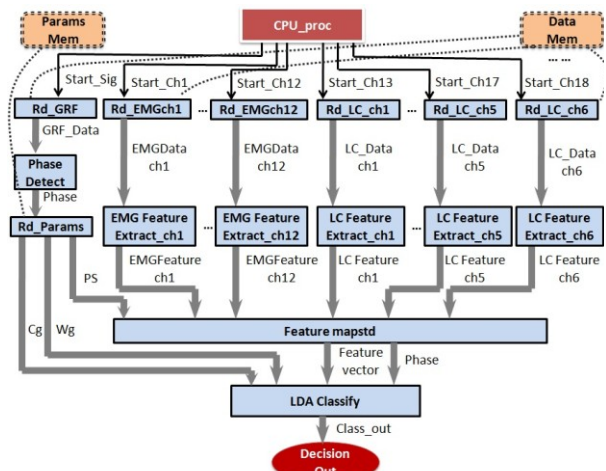 Params
Mem
CPU_proc
Data
Mem
Start_Sig
Start_Ch1
Start_Ch12
Start_Ch13
Start_Ch17
Start_Ch18
Rd_GRF
Rd_EMGch1
...
Rd_EMGch12
Rd_LC_ch1
...
Rd_LC_ch5
Rd_LC_ch6
GRF_Data
EMGData
ch1
EMGData
ch12
LC_Data
ch1
LC_Data
ch5
LC_Data
ch6
Phase
Detect
Phase
Rd_Params
EMG Feature
Extract_ch1
...
EMG Feature
Extract_ch12
LC Feature
Extract_ch1
...
LC Feature
Extract_ch5
LC Feature
Extract_ch6
PS
EMGFeature
ch1
EMGFeature
ch12
LC Feature
ch1
LC Feature
ch5
LC Feature
ch6
Cg
Wg
Feature mapstd
Feature
vector
Phase
LDA Classify
Class_out
Decision
Out